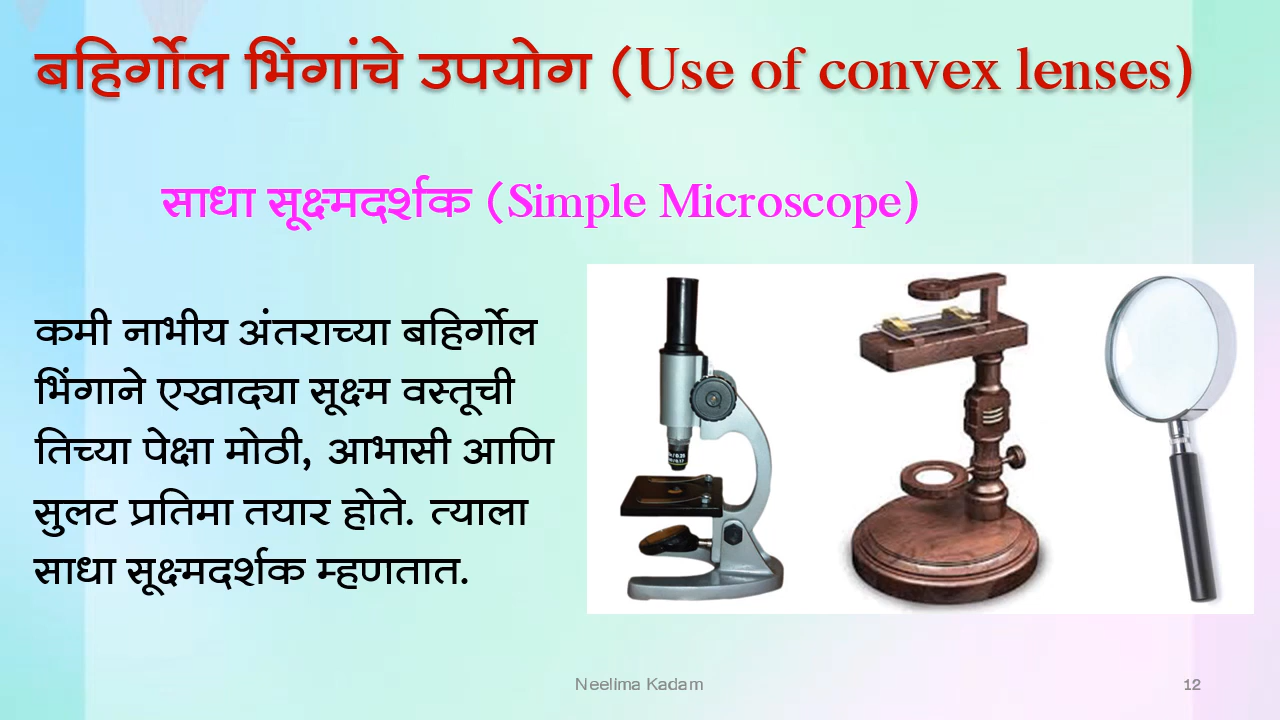 बहिर्गोल भिंगांचे उपयोग (Use of convex lenses)
साधा सूक्ष्मदर्शक (Simple Microscope)
कमी नाभीय अंतराच्या बहिर्गोल
भिंगाने एखाद्या सूक्ष्म वस्तूची
तिच्या पेक्षा मोठी, आभासी आणि
सुलट प्रतिमा तयार होते. त्याला
साधा सूक्ष्मदर्शक म्हणतात.
Neelima Kadam
12